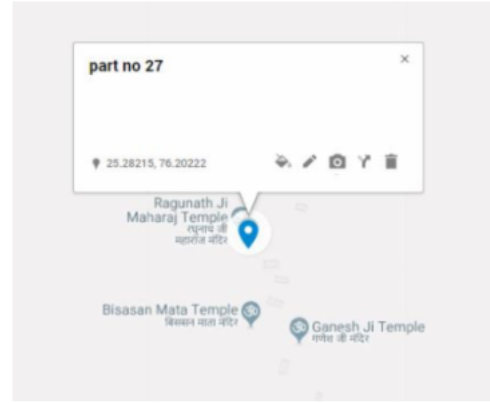 part no 27
×
25.28215, 76.20222
Ragunath Ji
Maharaj Temple
रघुनाथ जी
महाराज मंदिर
Bisasan Mata Temple
बिससन माता मंदिर
Ganesh Ji Temple
गणेश जी मंदिर